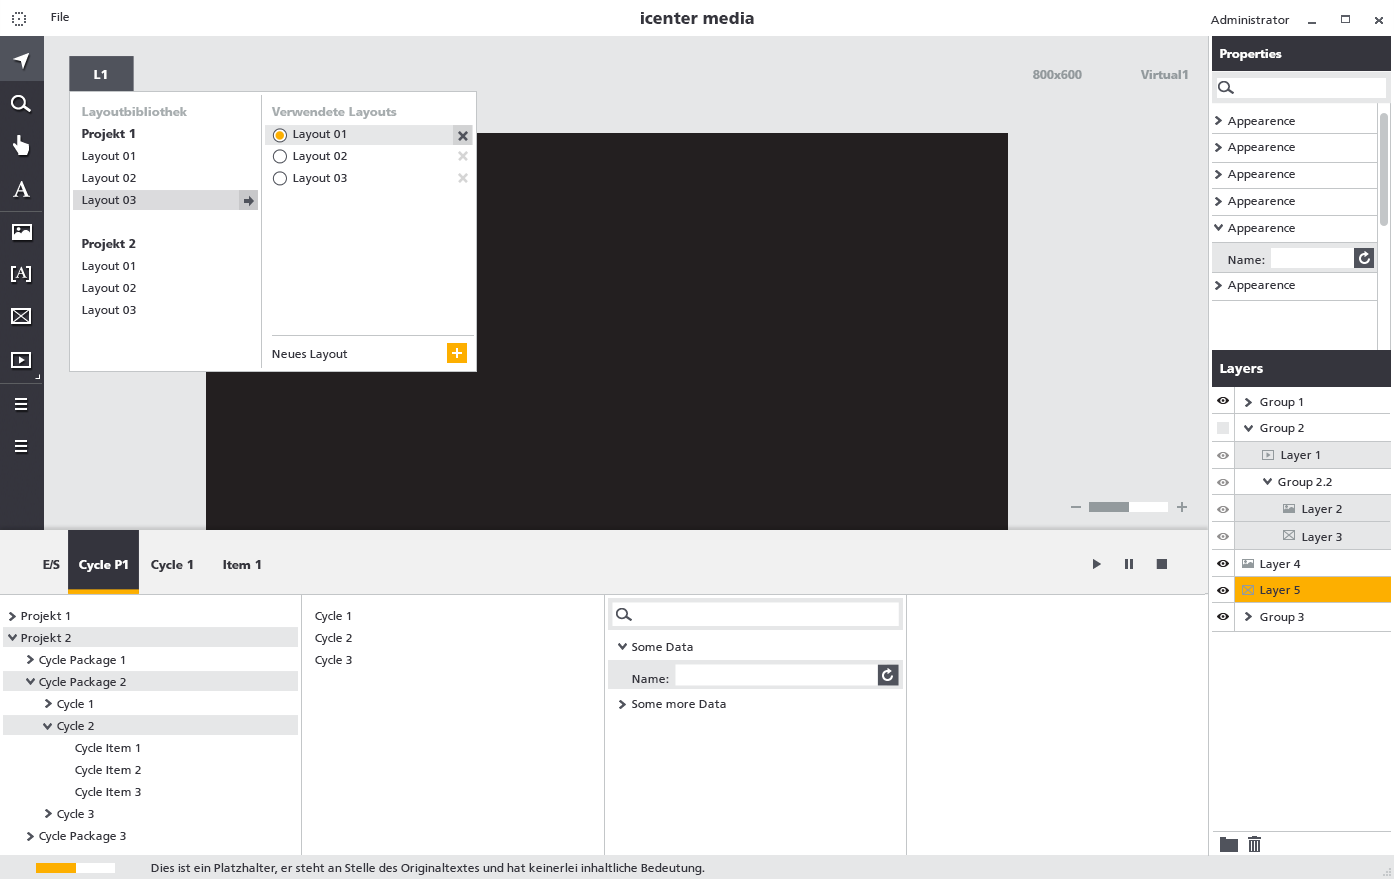 File
icenter media
Administrator
L1
800x600
Virtual1
Layoutbibliothek
Projekt 1
Layout 01
Layout 02
Layout 03
Projekt 2
Layout 01
Layout 02
Layout 03
Verwendete Layouts
Layout 01
Layout 02
Layout 03
Neues Layout
A
[A]
Properties
Appearence
Appearence
Appearence
Appearence
Appearence
Name:
Appearence
Layers
Group 1
Group 2
Layer 1
Group 2.2
Layer 2
Layer 3
Layer 4
Layer 5
Group 3
E/S
Cycle P1
Cycle 1
Item 1
Projekt 1
Projekt 2
Cycle Package 1
Cycle Package 2
Cycle 1
Cycle 2
Cycle Item 1
Cycle Item 2
Cycle Item 3
Cycle 3
Cycle Package 3
Cycle 1
Cycle 2
Cycle 3
Some Data
Name:
Some more Data
Dies ist ein Platzhalter, er steht an Stelle des Originaltextes und hat keinerlei inhaltliche Bedeutung.